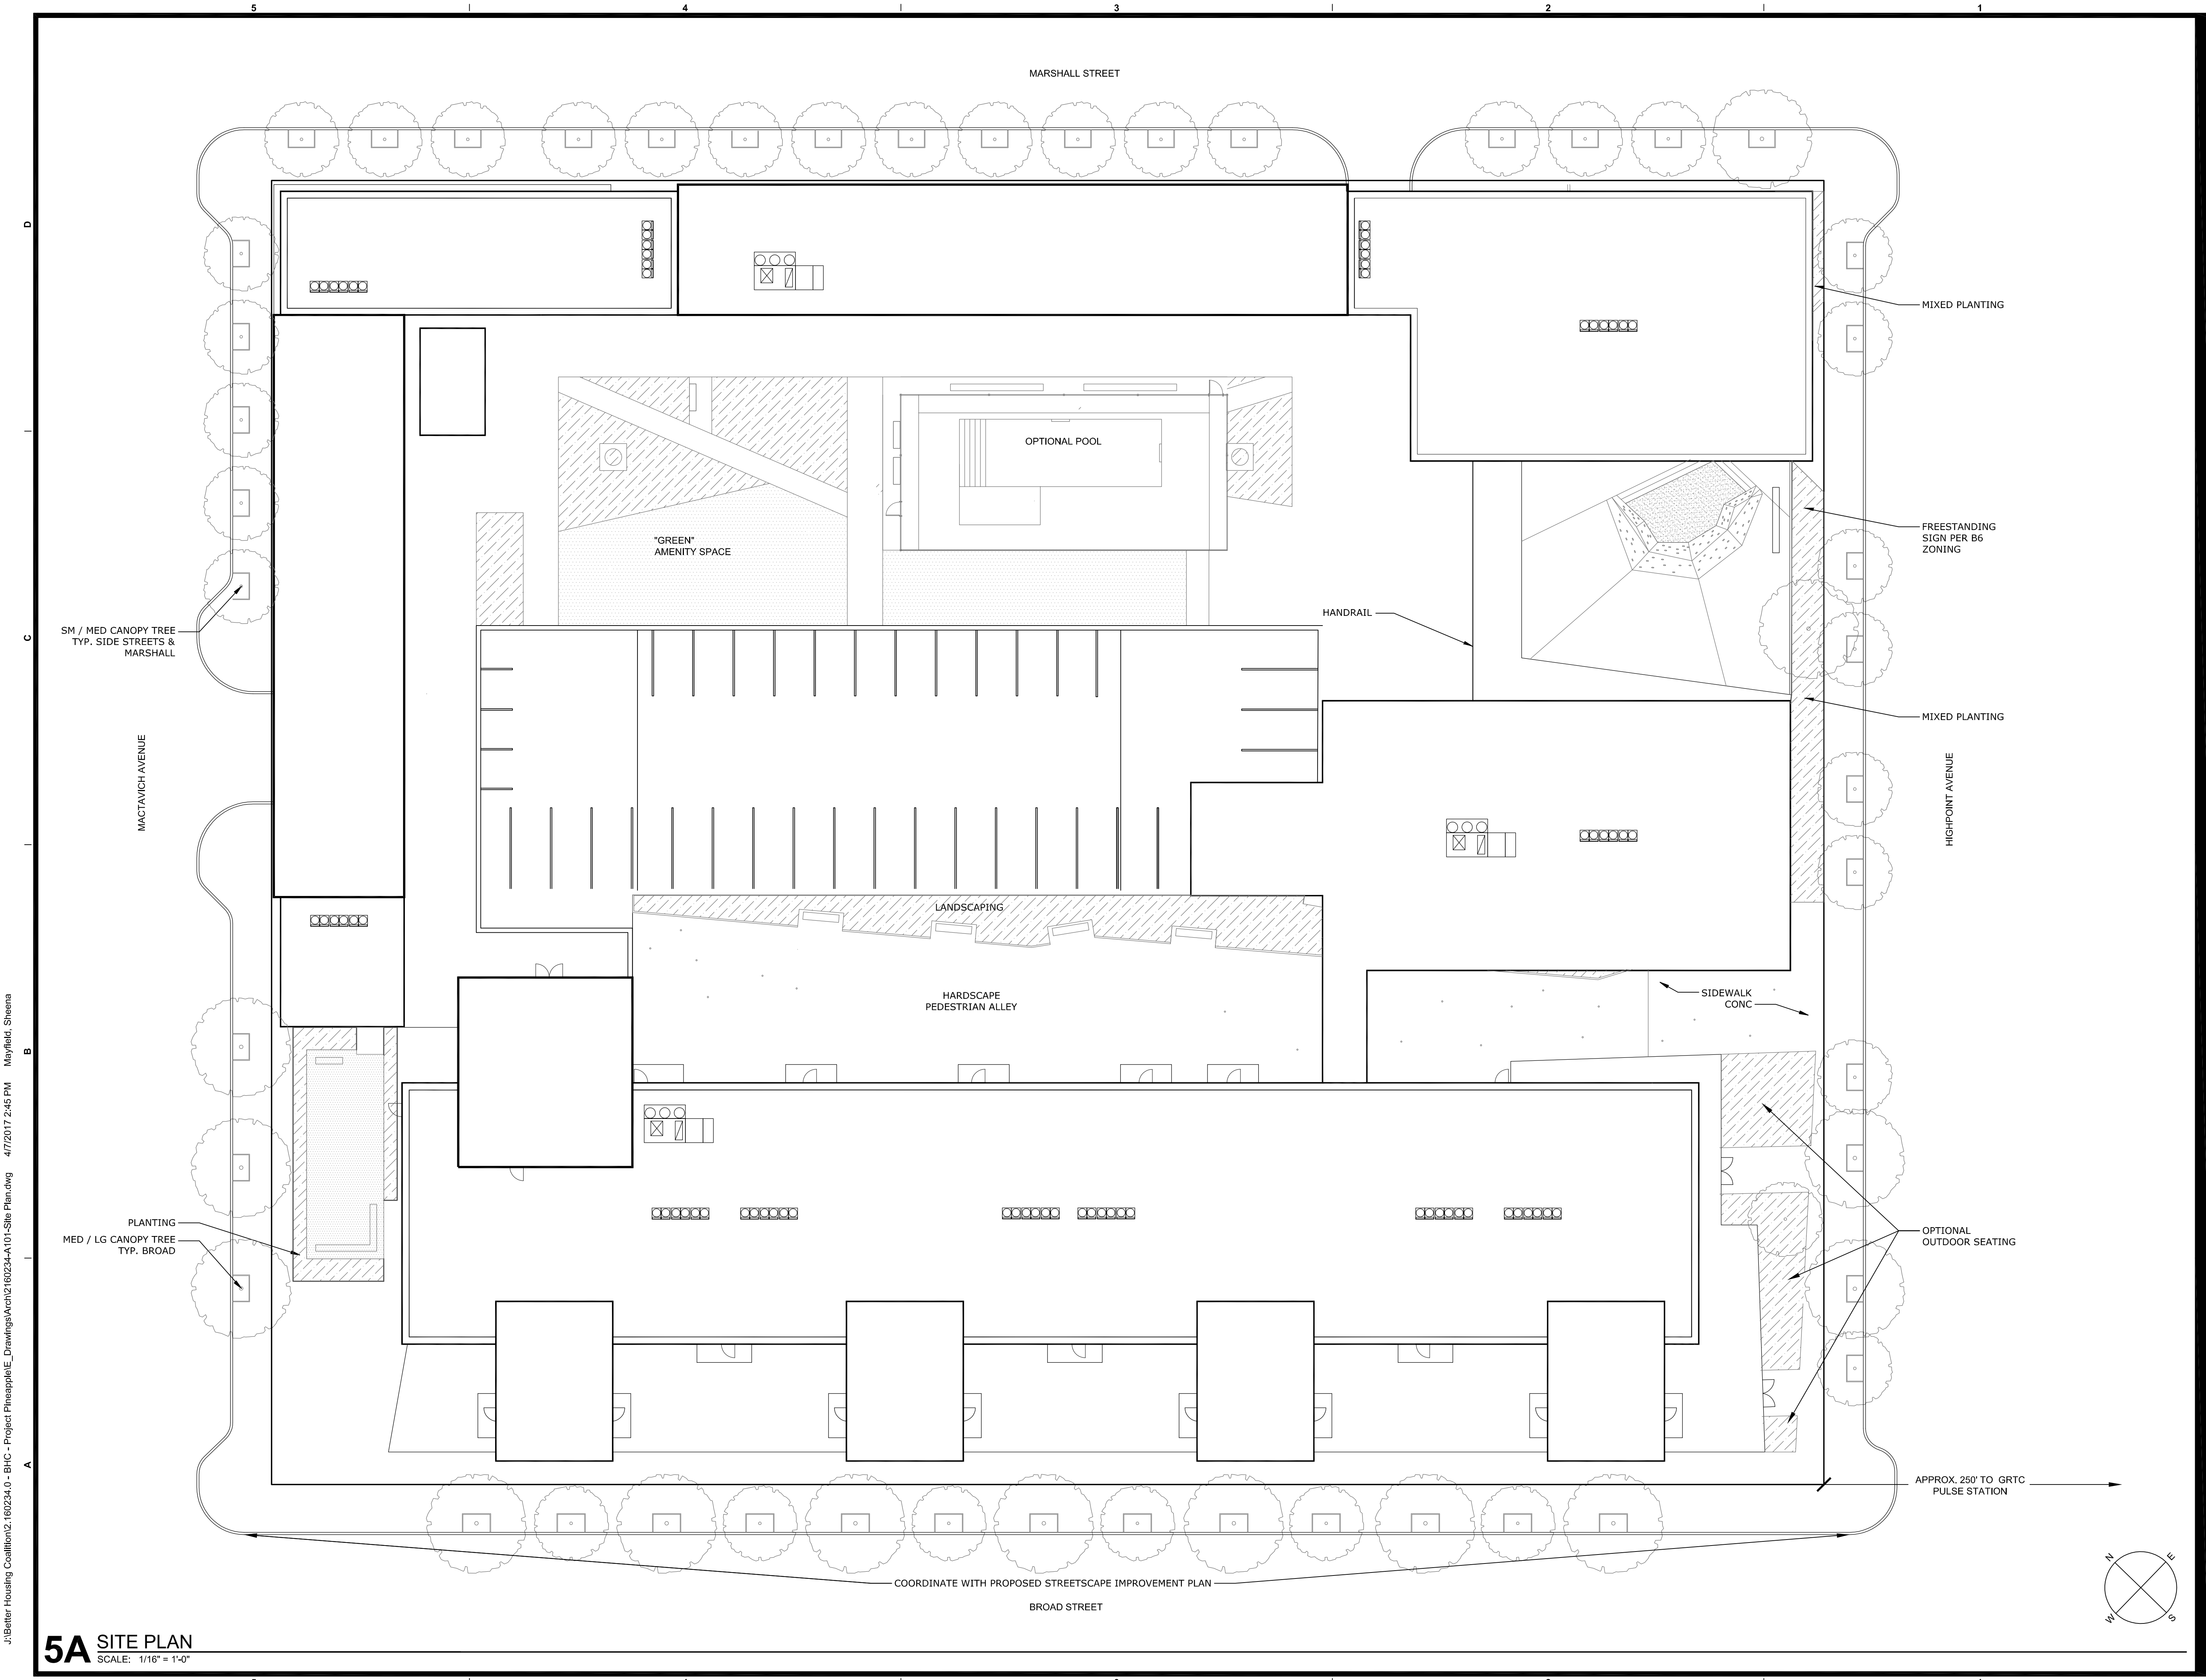 5 4 3 2 1
MARSHALL STREET
D
MIXED PLANTING
OPTIONAL POOL
"GREEN"
AMENITY SPACE
FREESTANDING
SIGN PER B6
ZONING
HANDRAIL
C
SM / MED CANOPY TREE
TYP. SIDE STREETS &
MARSHALL
MIXED PLANTING
MACTAVICH AVENUE
HIGHPOINT AVENUE
LANDSCAPING
HARDSCAPE
PEDESTRIAN ALLEY
SIDEWALK
CONC
B
PLANTING
MED / LG CANOPY TREE
TYP. BROAD
OPTIONAL
OUTDOOR SEATING
A
APPROX. 250' TO GRTC
PULSE STATION
COORDINATE WITH PROPOSED STREETSCAPE IMPROVEMENT PLAN
BROAD STREET
N
E
W
S
5A SITE PLAN
SCALE: 1/16" = 1'-0"
J:\Better Housing Coalition\2.160234.0 - BHC - Project Pineapple\E_Drawings\Arch\2160234-A101-Site Plan.dwg 4/7/2017 2:45 PM Mayfield, Sheena